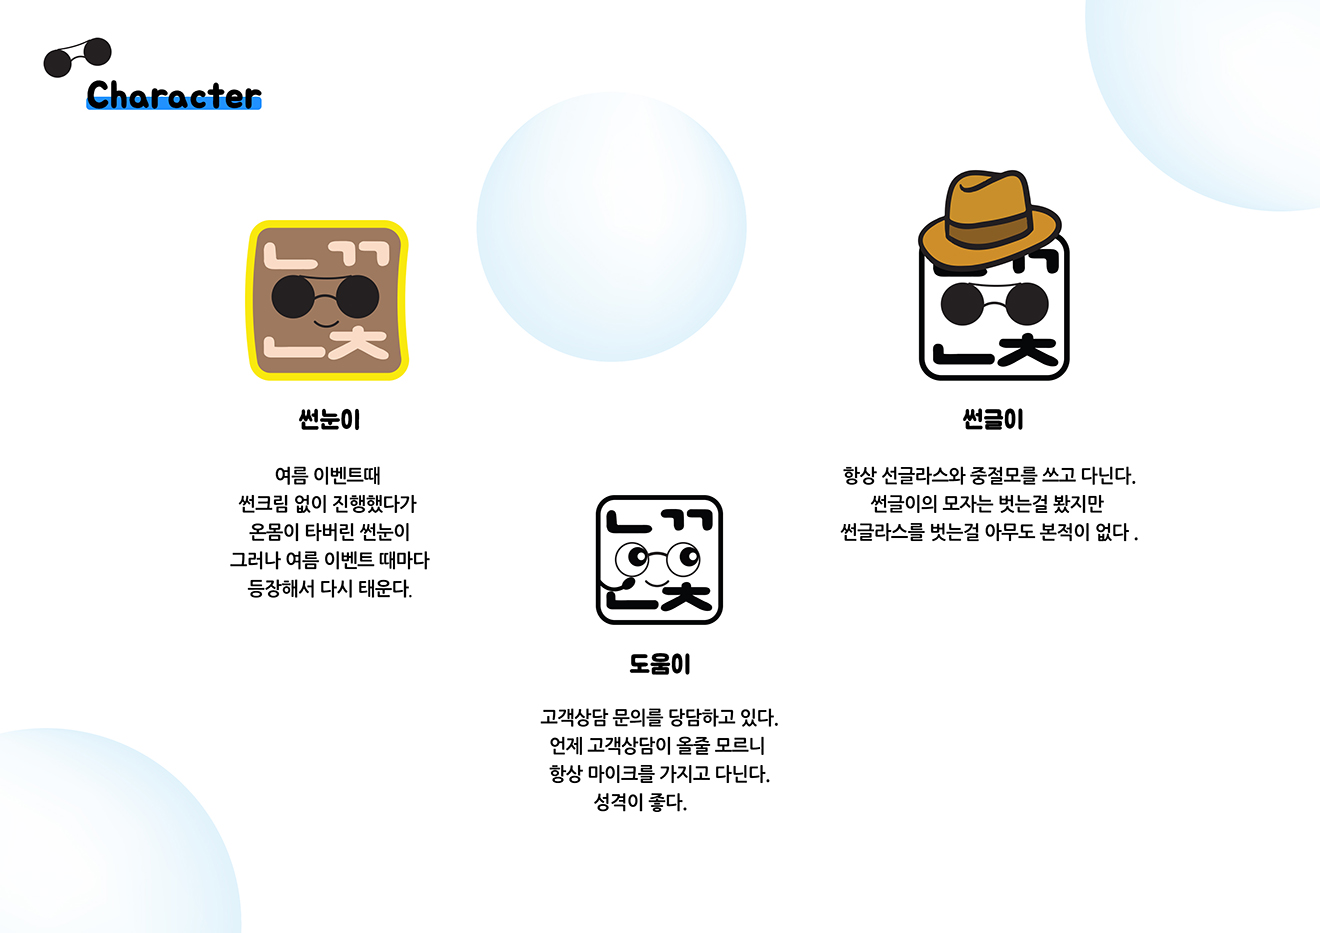 Character
ㄴㄲ
ㄴㅊ
썬눈이
여름 이벤트때
썬크림 없이 진행했다가
온몸이 타버린 썬눈이
그러나 여름 이벤트 때마다
등장해서 다시 태운다.
ㄴㄲ
ㄴㅊ
도움이
고객상담 문의를 당담하고 있다.
언제 고객상담이 올줄 모르니
항상 마이크를 가지고 다닌다.
성격이 좋다.
ㄴㄲ
ㄴㅊ
썬글이
항상 선글라스와 중절모를 쓰고 다닌다.
썬글이의 모자는 벗는걸 봤지만
썬글라스를 벗는걸 아무도 본적이 없다 .